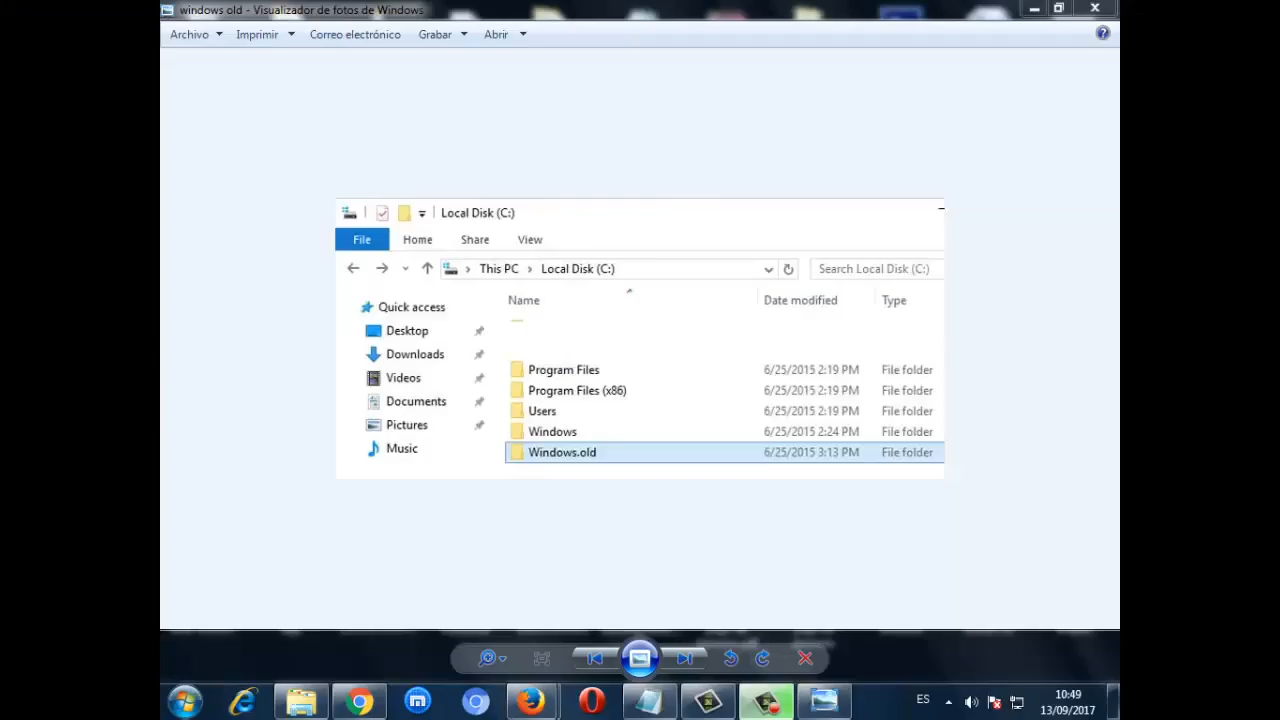 windows old - Visualizador de fotos de Windows
Archivo Imprimir Correo electrónico Grabar Abrir
Local Disk (C:)
File Home Share View
This PC Local Disk (C:) Search Local Disk (C:)
Name Date modified Type
Quick access
Desktop
Downloads
Videos
Documents
Pictures
Music
Program Files 6/25/2015 2:19 PM File folder
Program Files (x86) 6/25/2015 2:19 PM File folder
Users 6/25/2015 2:19 PM File folder
Windows 6/25/2015 2:24 PM File folder
Windows.old 6/25/2015 3:13 PM File folder
ES
10:49
13/09/2017